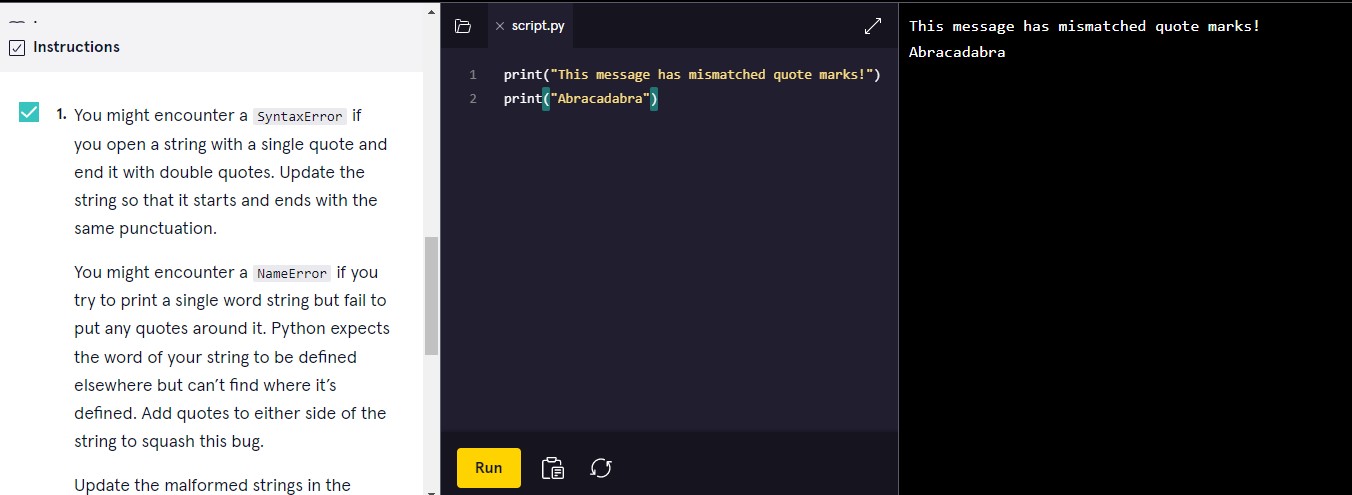 Instructions
1. You might encounter a SyntaxError if
you open a string with a single quote and
end it with double quotes. Update the
string so that it starts and ends with the
same punctuation.
You might encounter a NameError if you
try to print a single word string but fail to
put any quotes around it. Python expects
the word of your string to be defined
elsewhere but can’t find where it’s
defined. Add quotes to either side of the
string to squash this bug.
Update the malformed strings in the
script.py
1 print("This message has mismatched quote marks!")
2 print("Abracadabra")
Run
This message has mismatched quote marks!
Abracadabra